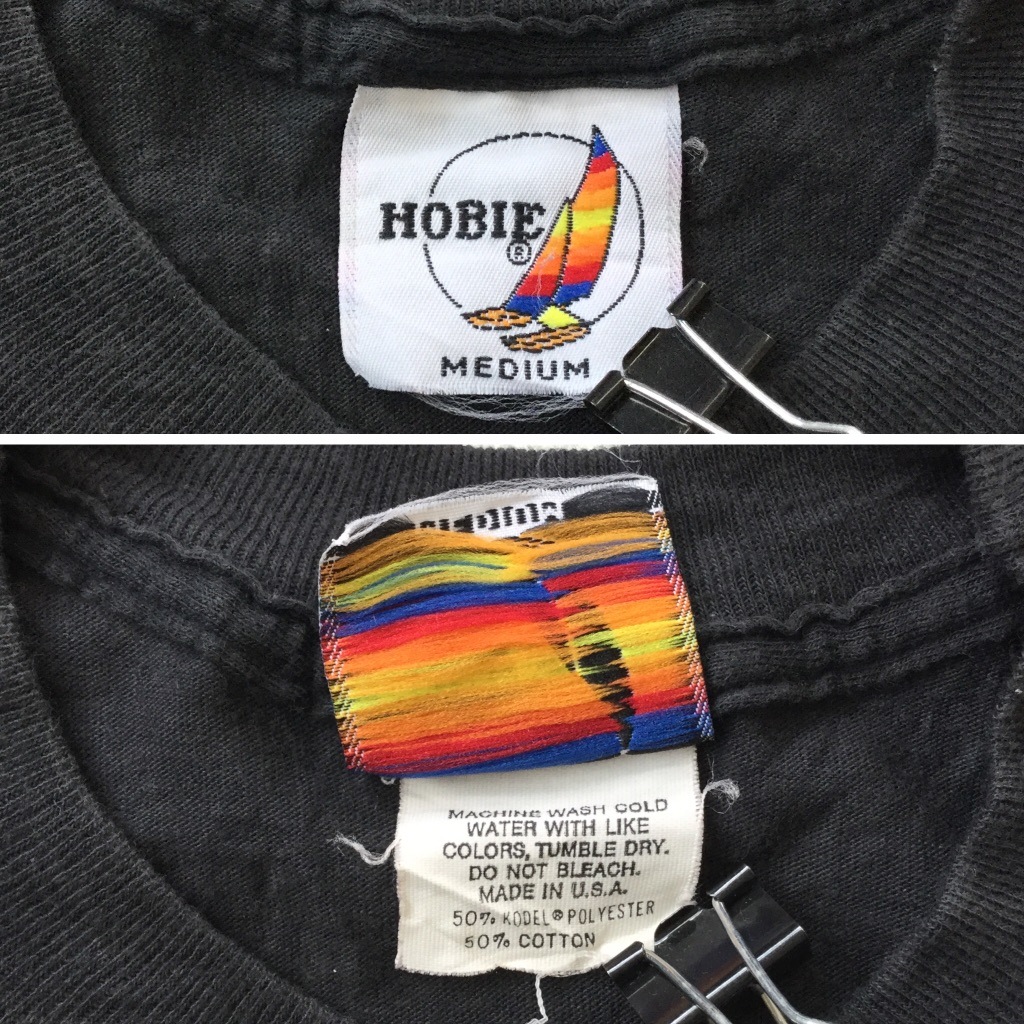 HOBIE®
MEDIUM
MEDIUM
MACHINE WASH COLD
WATER WITH LIKE
COLORS, TUMBLE DRY.
DO NOT BLEACH.
MADE IN U.S.A.
50% KODEL® POLYESTER
50% COTTON